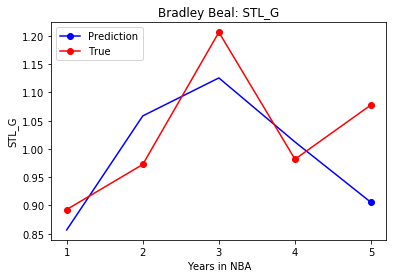 Bradley Beal: STL_G
Prediction
True
STL_G
1.20
1.15
1.10
1.05
1.00
0.95
0.90
0.85
1 2 3 4 5
Years in NBA